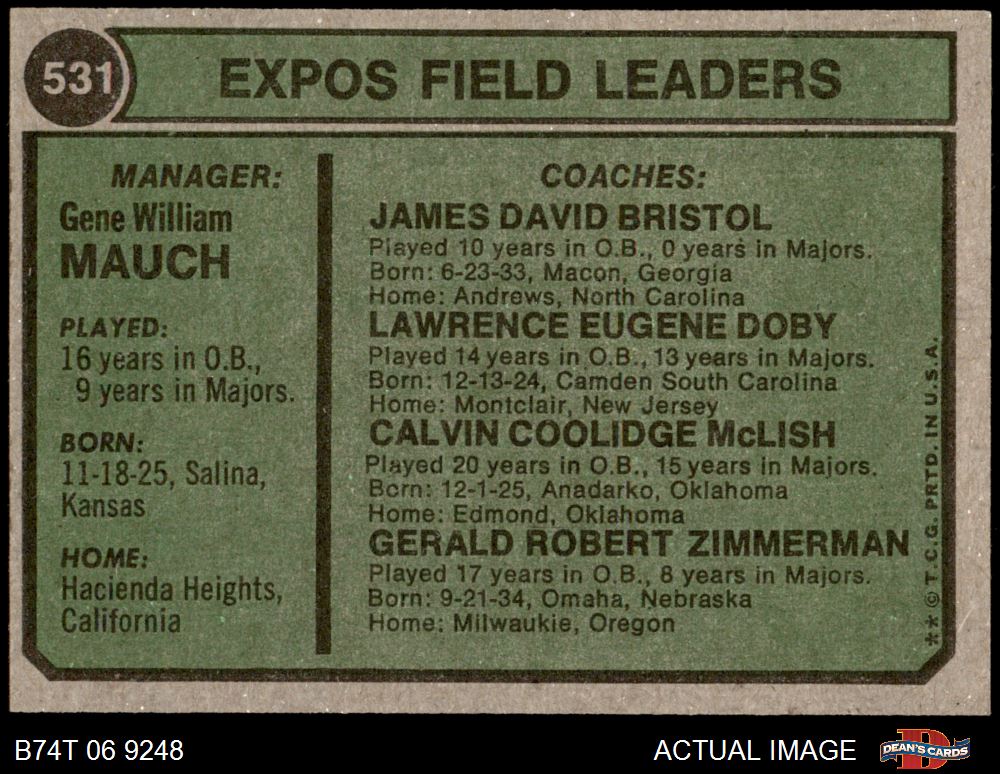 531
EXPOS FIELD LEADERS
MANAGER:
Gene William
MAUCH
PLAYED:
16 years in O.B.,
9 years in Majors.
BORN:
11-18-25, Salina,
Kansas
HOME:
Hacienda Heights,
California
COACHES:
JAMES DAVID BRISTOL
Played 10 years in O.B., 0 years in Majors.
Born: 6-23-33, Macon, Georgia
Home: Andrews, North Carolina
LAWRENCE EUGENE DOBY
Played 14 years in O.B., 13 years in Majors.
Born: 12-13-24, Camden South Carolina
Home: Montclair, New Jersey
CALVIN COOLIDGE McLISH
Played 20 years in O.B., 15 years in Majors.
Born: 12-1-25, Anadarko, Oklahoma
Home: Edmond, Oklahoma
GERALD ROBERT ZIMMERMAN
Played 17 years in O.B., 8 years in Majors.
Born: 9-21-34, Omaha, Nebraska
Home: Milwaukie, Oregon
**© T.C.G. PRTD. IN U.S.A.
B74T 06 9248
ACTUAL IMAGE
B
DEAN'S CARDS